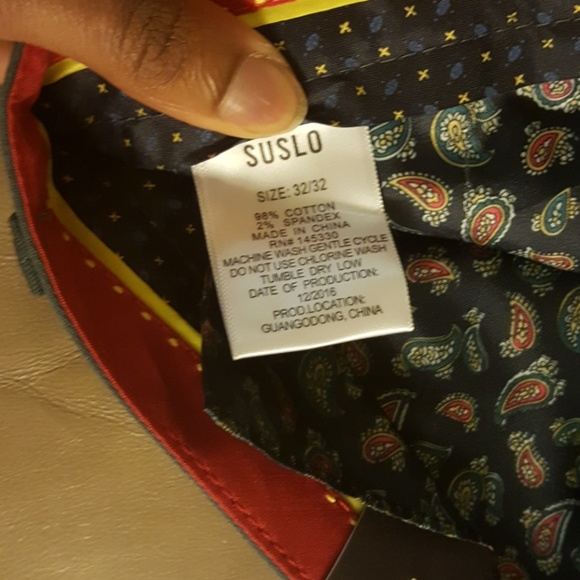 SUSLO
SIZE: 32/32
98% COTTON
2% SPANDEX
MADE IN CHINA
RN# 145330
MACHINE WASH GENTLE CYCLE
DO NOT USE CHLORINE WASH
TUMBLE DRY LOW
DATE OF PRODUCTION:
12/2016
PROD.LOCATION:
GUANGODONG, CHINA